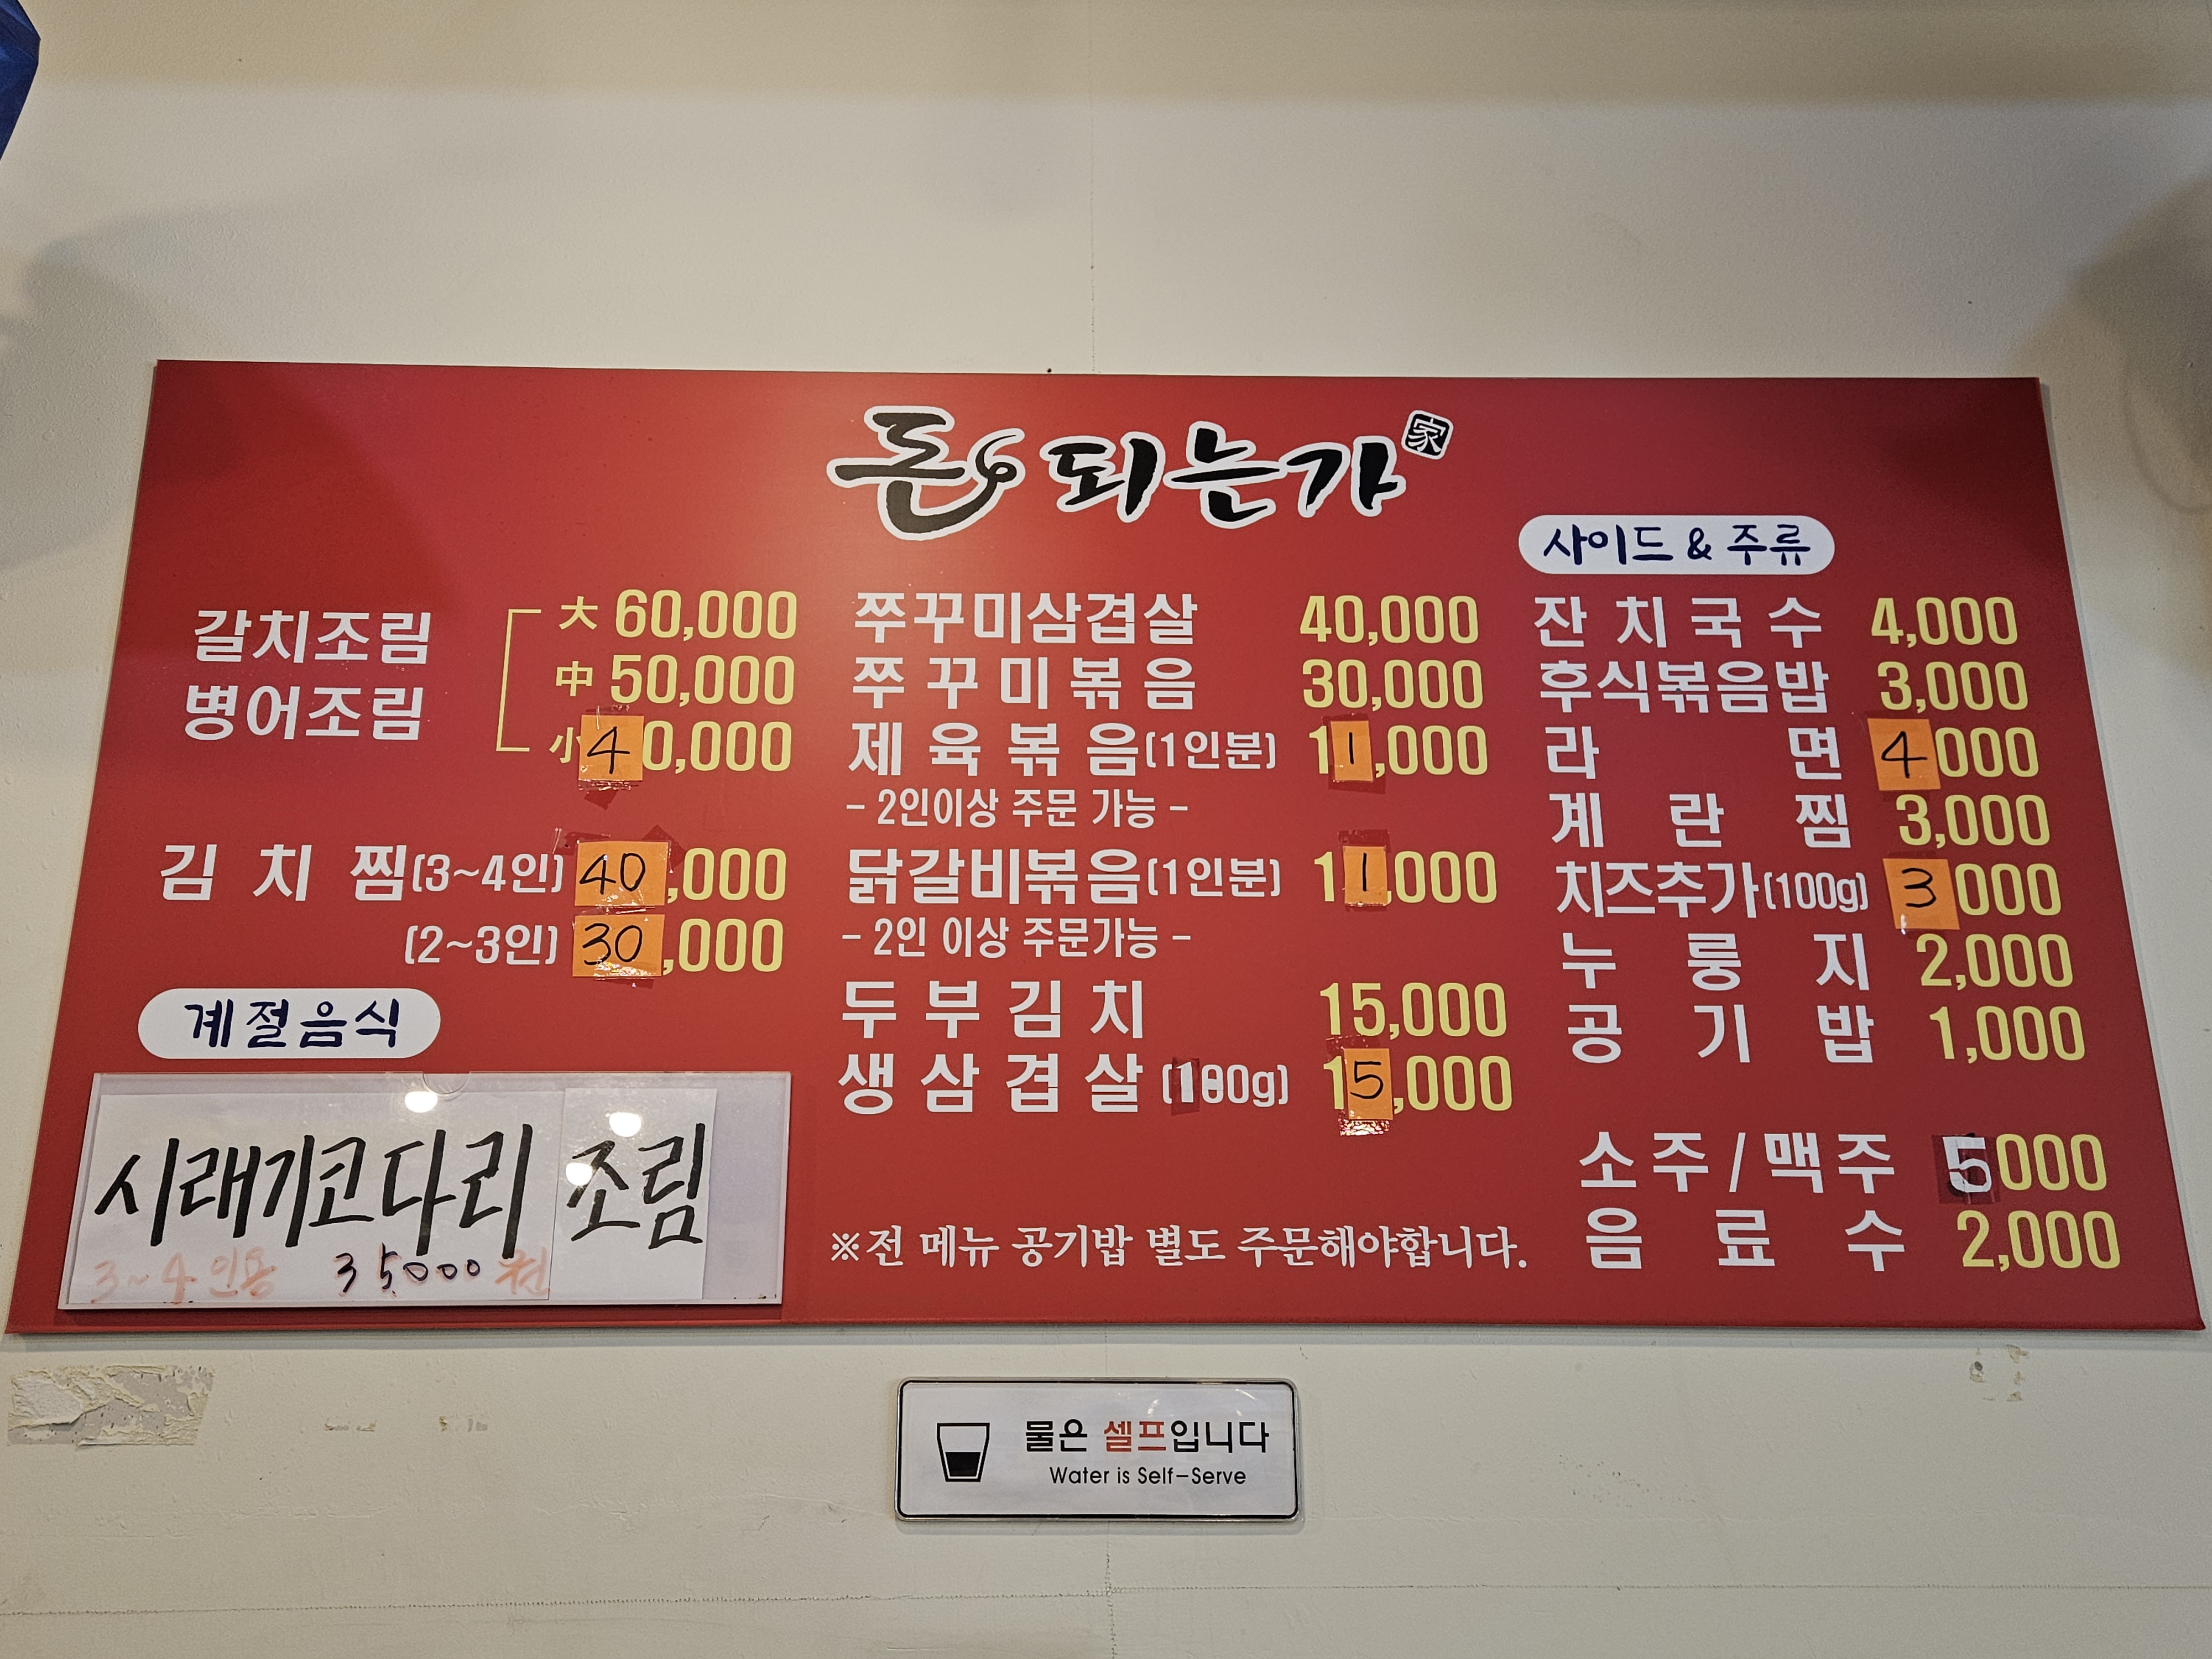 돈 되는가 家
갈치조림
병어조림
大 60,000
中 50,000
小 40,000
김치찜(3~4인) 40,000
(2~3인) 30,000
계절음식
시래기코다리 조림
3~4인용 35000원
쭈꾸미삼겹살 40,000
쭈꾸미볶음 30,000
제육볶음(1인분) 11,000
- 2인이상 주문 가능 -
닭갈비볶음(1인분) 11,000
- 2인 이상 주문가능 -
두부김치 15,000
생삼겹살 (180g) 15,000
※전 메뉴 공기밥 별도 주문해야합니다.
사이드 & 주류
잔치국수 4,000
후식볶음밥 3,000
라면 4000
계란찜 3,000
치즈추가(100g) 3000
누룽지 2,000
공기밥 1,000
소주/맥주 5000
음료수 2,000
물은 셀프입니다
Water is Self-Serve